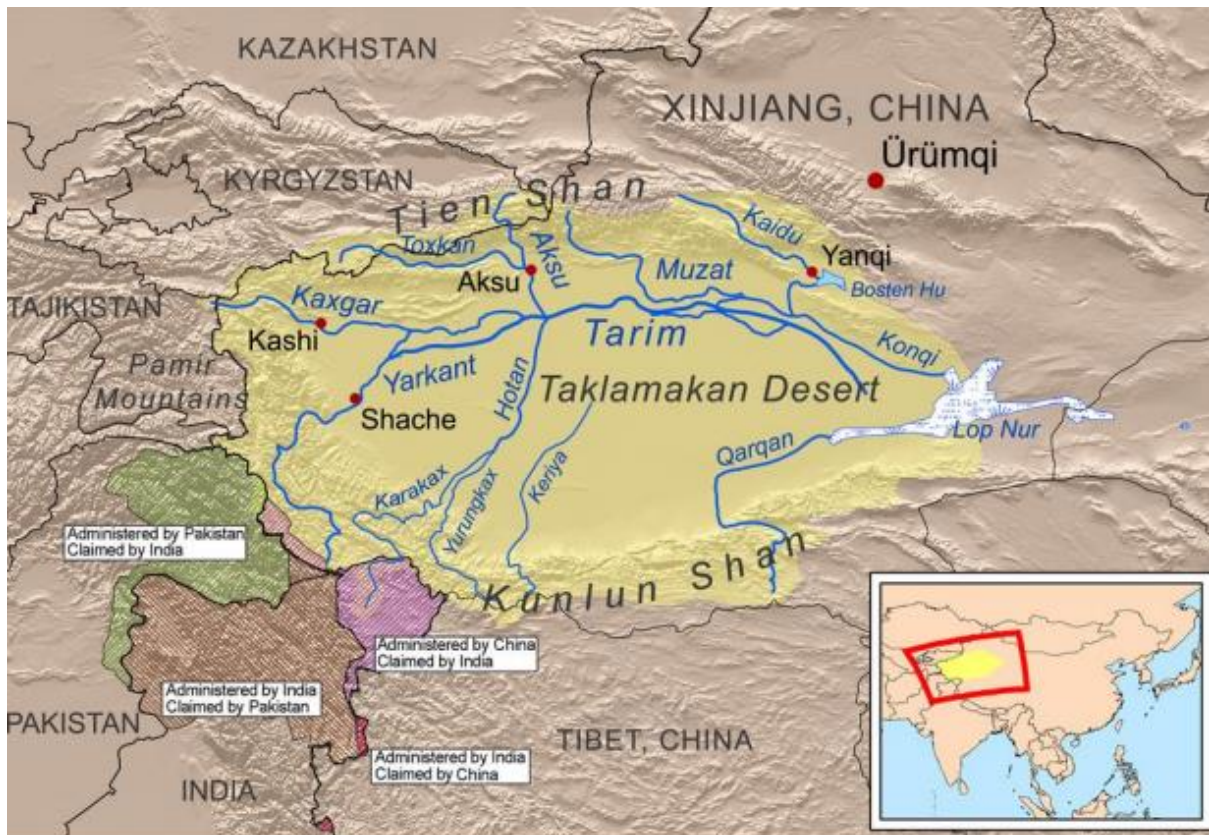 KAZAKHSTAN
XINJIANG, CHINA
Ürümqi
KYRGYZSTAN
Tien Shan
Toxkan
Aksu
Aksu
Kaidu
Yanqi
Muzat
Bosten Hu
TAJIKISTAN
Kaxgar
Kashi
Tarim
Konqi
Pamir
Mountains
Yarkant
Shache
Hotan
Taklamakan Desert
Lop Nur
Qarqan
Karakax
Yurungkax
Keriya
Kunlun Shan
Administered by Pakistan
Claimed by India
Administered by China
Claimed by India
Administered by India
Claimed by Pakistan
PAKISTAN
TIBET, CHINA
Administered by India
Claimed by China
INDIA